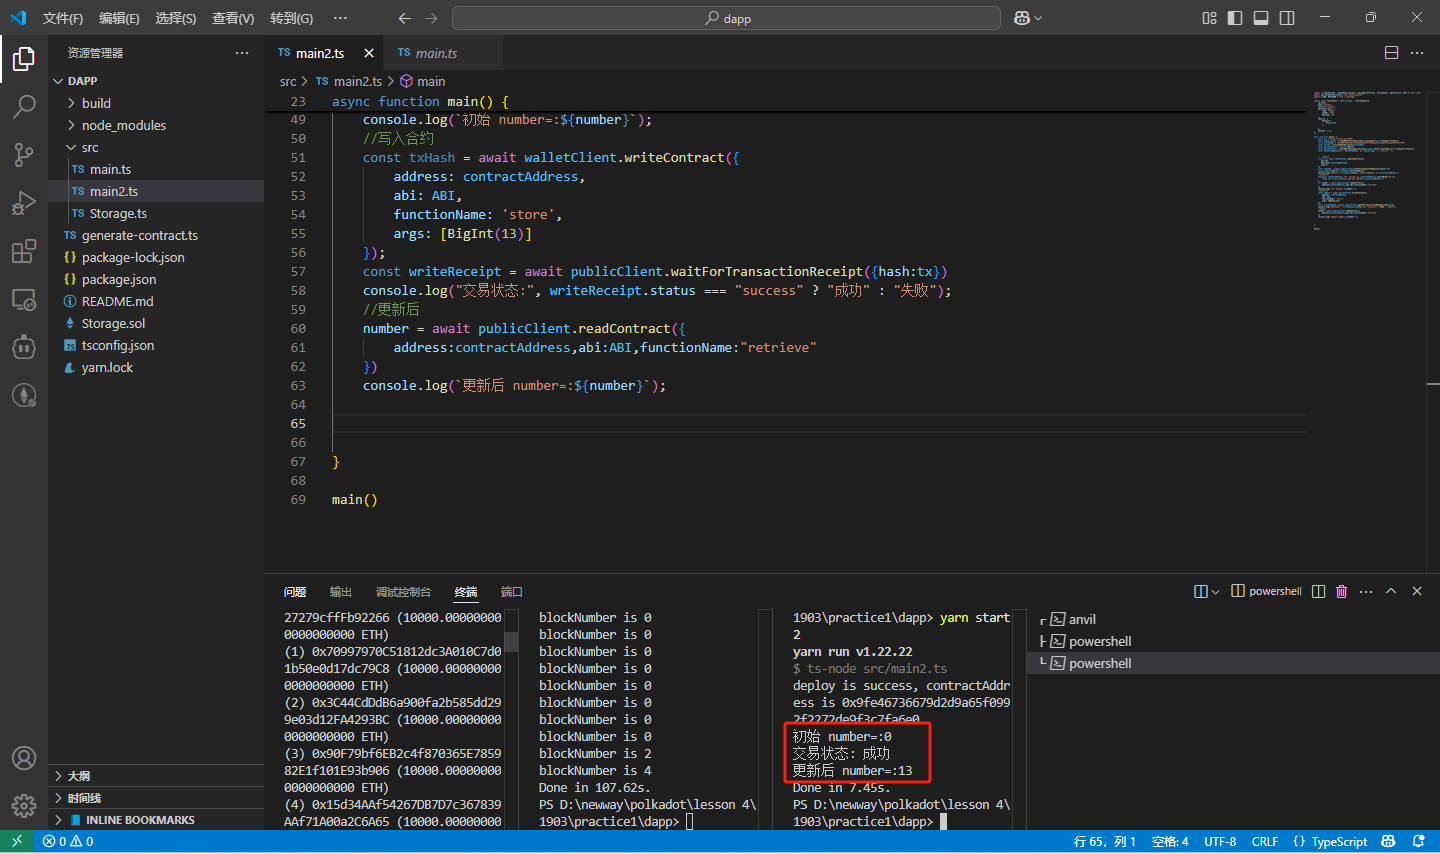 文件(F) 编辑(E) 选择(S) 查看(V) 转到(G) ··· dapp
资源管理器 ···
DAPP
build
node_modules
src
TS main.ts
TS main2.ts
TS Storage.ts
TS generate-contract.ts
{} package-lock.json
{} package.json
README.md
Storage.sol
TS tsconfig.json
yarn.lock
大纲
时间线
INLINE BOOKMARKS
TS main2.ts TS main.ts
src > TS main2.ts > main
23 async function main() {
49 console.log(`初始 number=:${number}`);
50 //写入合约
51 const txHash = await walletClient.writeContract({
52 address: contractAddress,
53 abi: ABI,
54 functionName: 'store',
55 args: [BigInt(13)]
56 });
57 const writeReceipt = await publicClient.waitForTransactionReceipt({hash:tx})
58 console.log("交易状态:", writeReceipt.status === "success" ? "成功" : "失败");
59 //更新后
60 number = await publicClient.readContract({
61 address:contractAddress,abi:ABI,functionName:"retrieve"
62 })
63 console.log(`更新后 number=:${number}`);
64
65
66
67 }
68
69 main()
问题 输出 调试控制台 终端 端口 powershell
27279cffFb92266 (10000.00000000
0000000000 ETH)
(1) 0x70997970C51812dc3A010C7d0
1b50e0d17dc79C8 (10000.00000000
0000000000 ETH)
(2) 0x3C44CdDdB6a900fa2b585dd29
9e03d12FA4293BC (10000.00000000
0000000000 ETH)
(3) 0x90F79bf6EB2c4f870365E7859
82E1f101E93b906 (10000.00000000
0000000000 ETH)
(4) 0x15d34AAf54267DB7D7c367839
AAf71A00a2C6A65 (10000.00000000
blockNumber is 0
blockNumber is 0
blockNumber is 0
blockNumber is 0
blockNumber is 0
blockNumber is 0
blockNumber is 0
blockNumber is 0
blockNumber is 2
blockNumber is 4
Done in 107.62s.
PS D:\newway\polkadot\lesson 4\
1903\practice1\dapp>
1903\practice1\dapp> yarn start
2
yarn run v1.22.22
$ ts-node src/main2.ts
deploy is success, contractAddr
ess is 0x9fe46736679d2d9a65f099
2f2272de9f3c7fa6e0
初始 number=:0
交易状态: 成功
更新后 number=:13
Done in 7.45s.
PS D:\newway\polkadot\lesson 4\
1903\practice1\dapp>
anvil
powershell
powershell
0 0 行 65，列 1 空格: 4 UTF-8 CRLF {} TypeScript